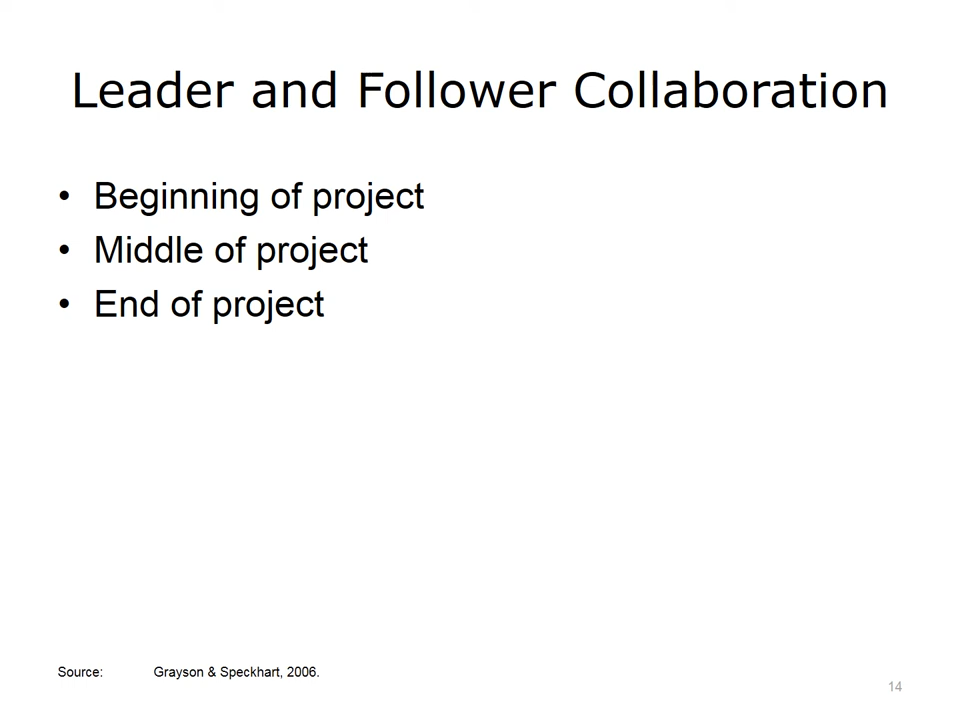 Leader and Follower Collaboration
• Beginning of project
• Middle of project
• End of project
Source: Grayson & Speckhart, 2006.
14